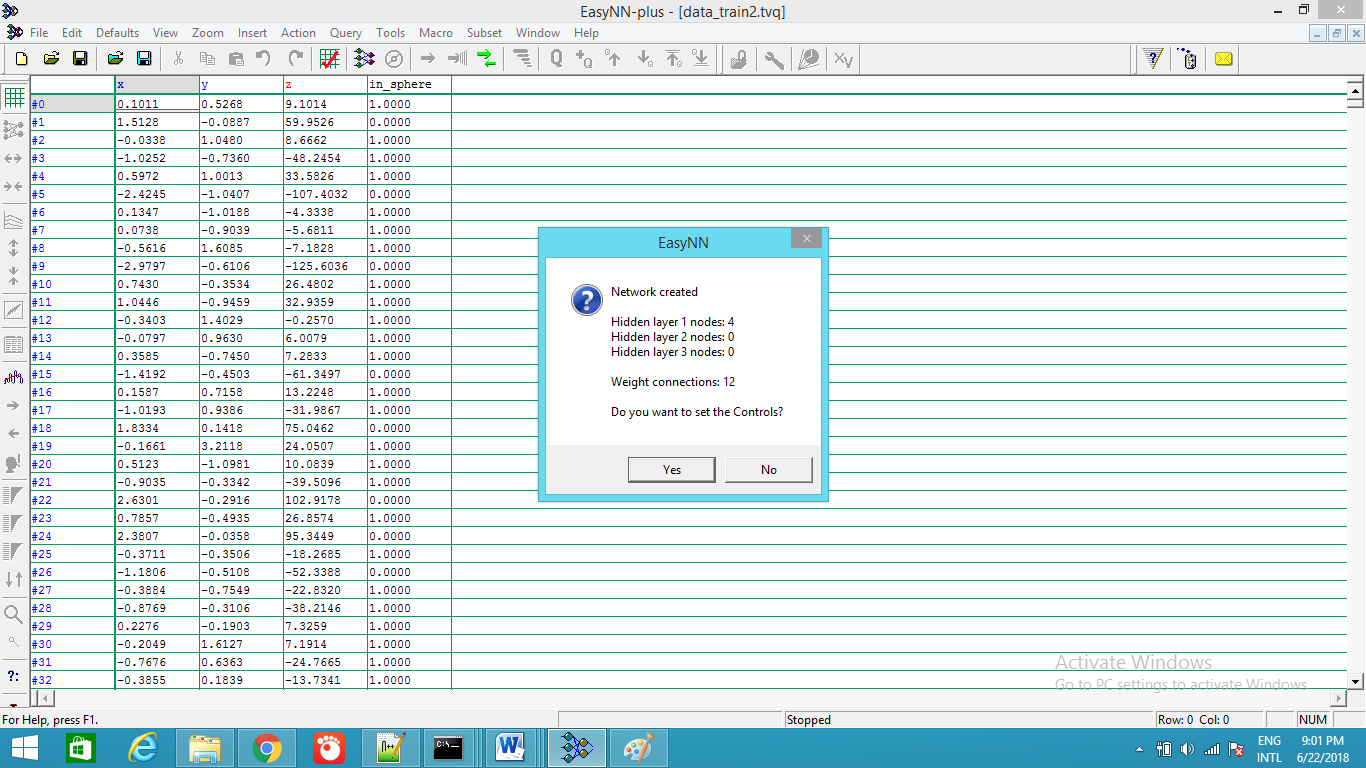 EasyNN-plus - [data_train2.tvq]
File Edit Defaults View Zoom Insert Action Query Tools Macro Subset Window Help
x y z in_sphere
#0 0.1011 0.5268 9.1014 1.0000
#1 1.5128 -0.0887 59.9526 0.0000
#2 -0.0338 1.0480 8.6662 1.0000
#3 -1.0252 -0.7360 -48.2454 1.0000
#4 0.5972 1.0013 33.5826 1.0000
#5 -2.4245 -1.0407 -107.4032 0.0000
#6 0.1347 -1.0188 -4.3338 1.0000
#7 0.0738 -0.9039 -5.6811 1.0000
#8 -0.5616 1.6085 -7.1828 1.0000
#9 -2.9797 -0.6106 -125.6036 0.0000
#10 0.7430 -0.3534 26.4802 1.0000
#11 1.0446 -0.9459 32.9359 1.0000
#12 -0.3403 1.4029 -0.2570 1.0000
#13 -0.0797 0.9630 6.0079 1.0000
#14 0.3585 -0.7450 7.2833 1.0000
#15 -1.4192 -0.4503 -61.3497 0.0000
#16 0.1587 0.7158 13.2248 1.0000
#17 -1.0193 0.9386 -31.9867 1.0000
#18 1.8334 0.1418 75.0462 0.0000
#19 -0.1661 3.2118 24.0507 1.0000
#20 0.5123 -1.0981 10.0839 1.0000
#21 -0.9035 -0.3342 -39.5096 1.0000
#22 2.6301 -0.2916 102.9178 0.0000
#23 0.7857 -0.4935 26.8574 1.0000
#24 2.3807 -0.0358 95.3449 0.0000
#25 -0.3711 -0.3506 -18.2685 1.0000
#26 -1.1806 -0.5108 -52.3388 0.0000
#27 -0.3884 -0.7549 -22.8320 1.0000
#28 -0.8769 -0.3106 -38.2146 1.0000
#29 0.2276 -0.1903 7.3259 1.0000
#30 -0.2049 1.6127 7.1914 1.0000
#31 -0.7676 0.6363 -24.7665 1.0000
#32 -0.3855 0.1839 -13.7341 1.0000
EasyNN
Network created
Hidden layer 1 nodes: 4
Hidden layer 2 nodes: 0
Hidden layer 3 nodes: 0
Weight connections: 12
Do you want to set the Controls?
Yes No
Activate Windows
Go to PC settings to activate Windows.
For Help, press F1. Stopped Row: 0 Col: 0 NUM
ENG 9:01 PM
INTL 6/22/2018